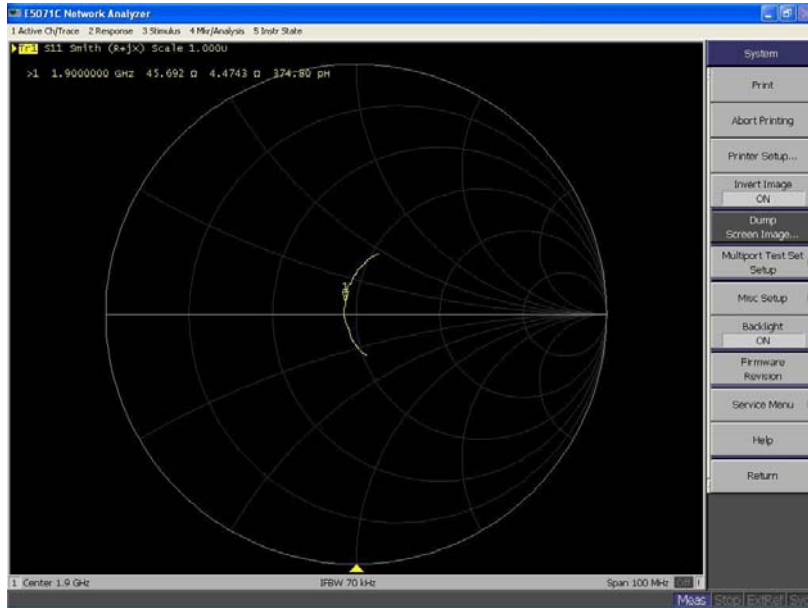 E5071C Network Analyzer
1 Active Ch/Trace 2 Response 3 Stimulus 4 Mkr/Analysis 5 Instr State
Tr1 S11 Smith (R+jX) Scale 1.000U
>1 1.9000000 GHz 45.692 Ω 4.4743 Ω 374.80 pH
1
System
Print
Abort Printing
Printer Setup...
Invert Image
ON
Dump
Screen Image...
Multiport Test Set
Setup
Misc Setup
Backlight
ON
Firmware
Revision
Service Menu
Help
Return
1 Center 1.9 GHz IFBW 70 kHz Span 100 MHz Off !
Meas Stop ExtRef Svc